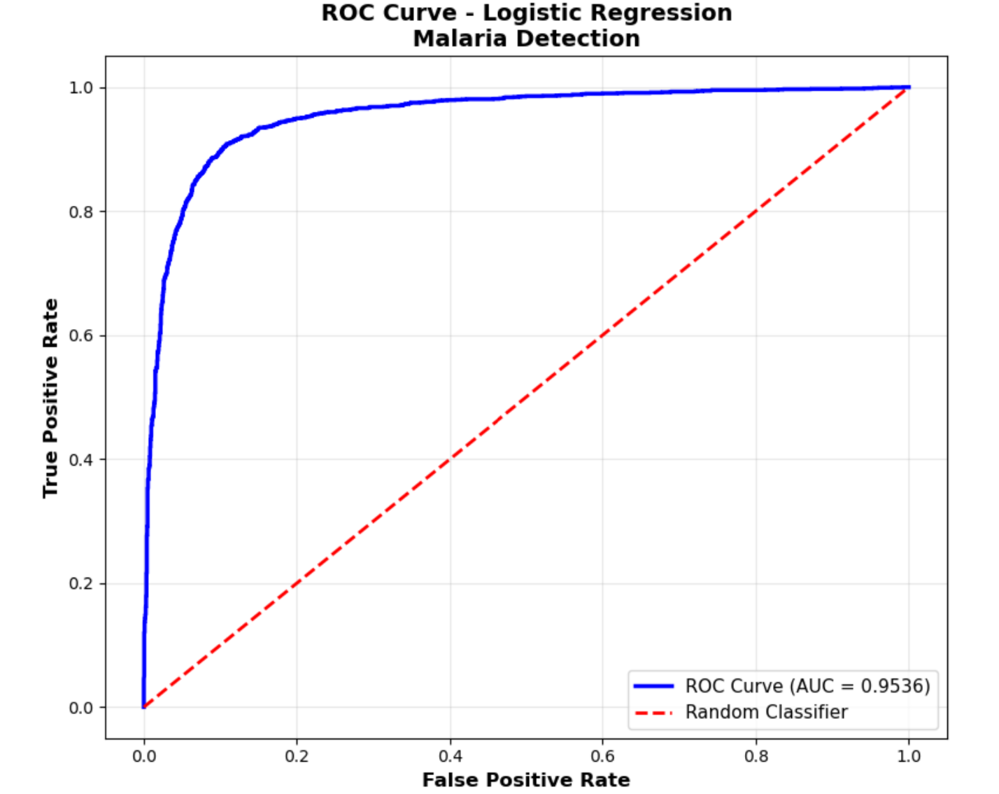 ROC Curve - Logistic Regression
Malaria Detection
True Positive Rate
1.0
0.8
0.6
0.4
0.2
0.0
ROC Curve (AUC = 0.9536)
Random Classifier
0.0 0.2 0.4 0.6 0.8 1.0
False Positive Rate